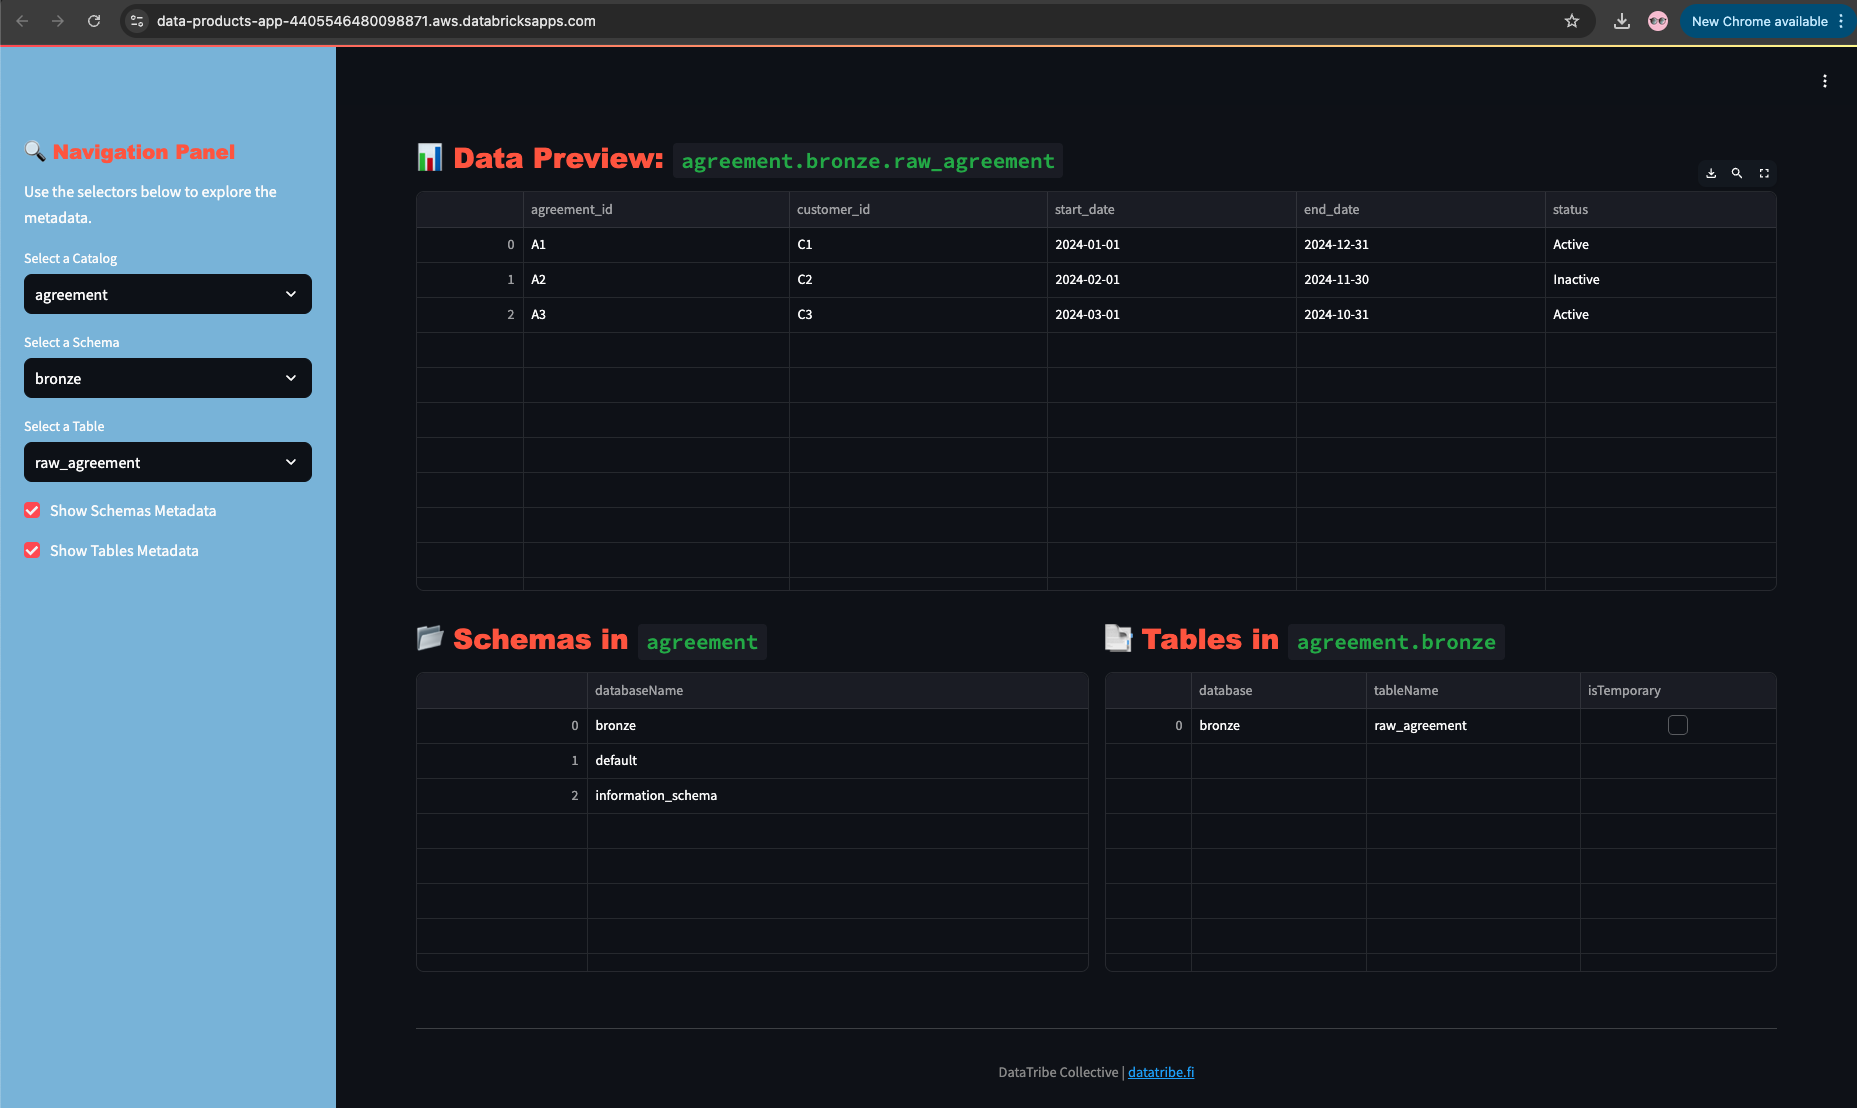 data-products-app-4405546480098871.aws.databricksapps.com
New Chrome available
Navigation Panel
Use the selectors below to explore the
metadata.
Select a Catalog
agreement
Select a Schema
bronze
Select a Table
raw_agreement
Show Schemas Metadata
Show Tables Metadata
Data Preview: agreement.bronze.raw_agreement
agreement_id customer_id start_date end_date status
0 A1 C1 2024-01-01 2024-12-31 Active
1 A2 C2 2024-02-01 2024-11-30 Inactive
2 A3 C3 2024-03-01 2024-10-31 Active
Schemas in agreement
databaseName
0 bronze
1 default
2 information_schema
Tables in agreement.bronze
database tableName isTemporary
0 bronze raw_agreement
DataTribe Collective | datatribe.fi